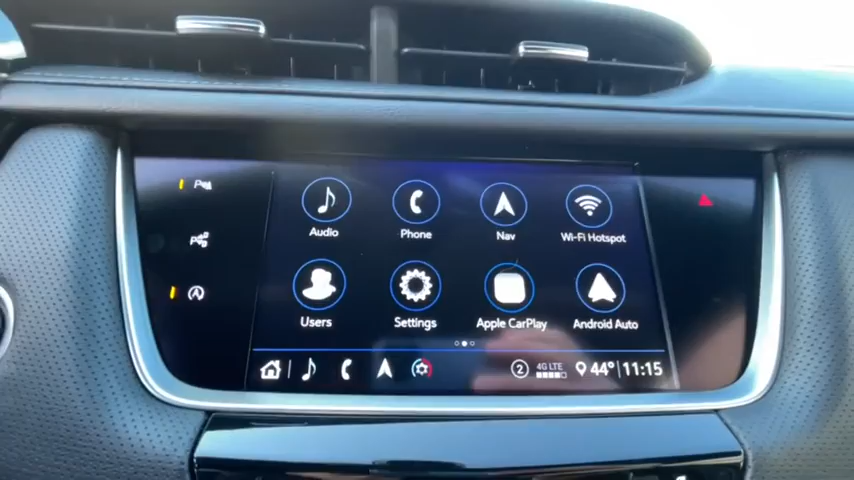 P
Audio
Phone
Nav
Wi-Fi Hotspot
P
A
Users
Settings
Apple CarPlay
Android Auto
2
4G LTE
44°
11:15